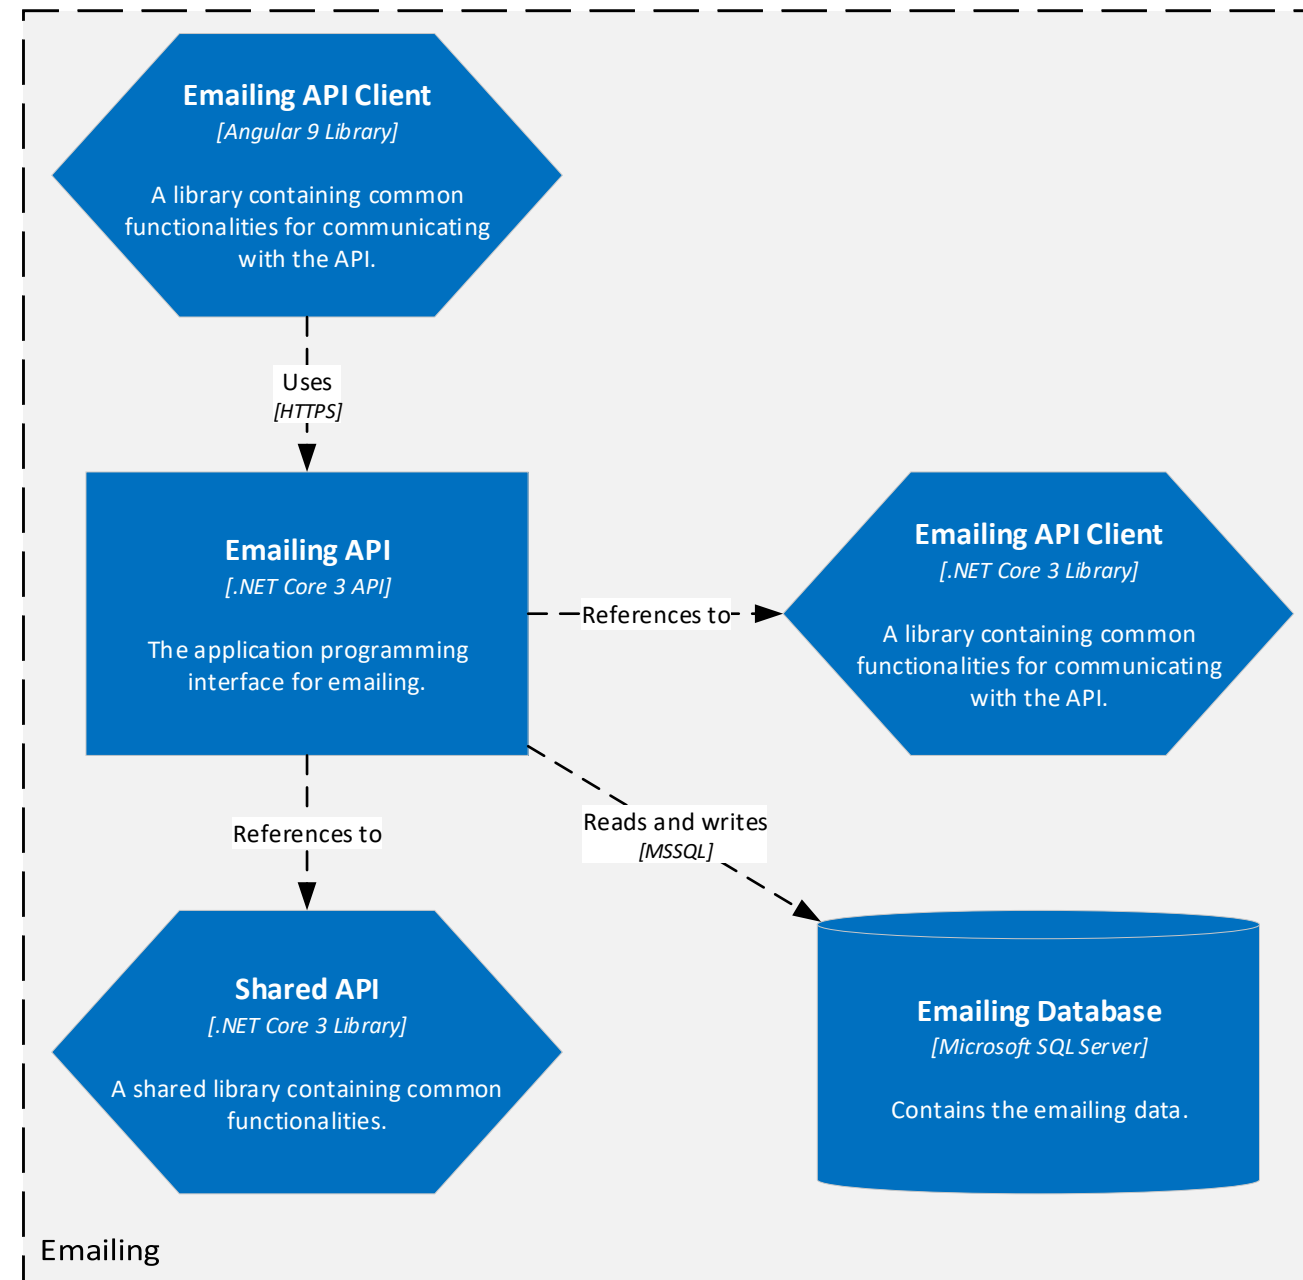 Emailing API Client
[Angular 9 Library]
A library containing common
functionalities for communicating
with the API.
Uses
[HTTPS]
Emailing API
[.NET Core 3 API]
The application programming
interface for emailing.
References to
Emailing API Client
[.NET Core 3 Library]
A library containing common
functionalities for communicating
with the API.
References to
Reads and writes
[MSSQL]
Shared API
[.NET Core 3 Library]
A shared library containing common
functionalities.
Emailing Database
[Microsoft SQL Server]
Contains the emailing data.
Emailing